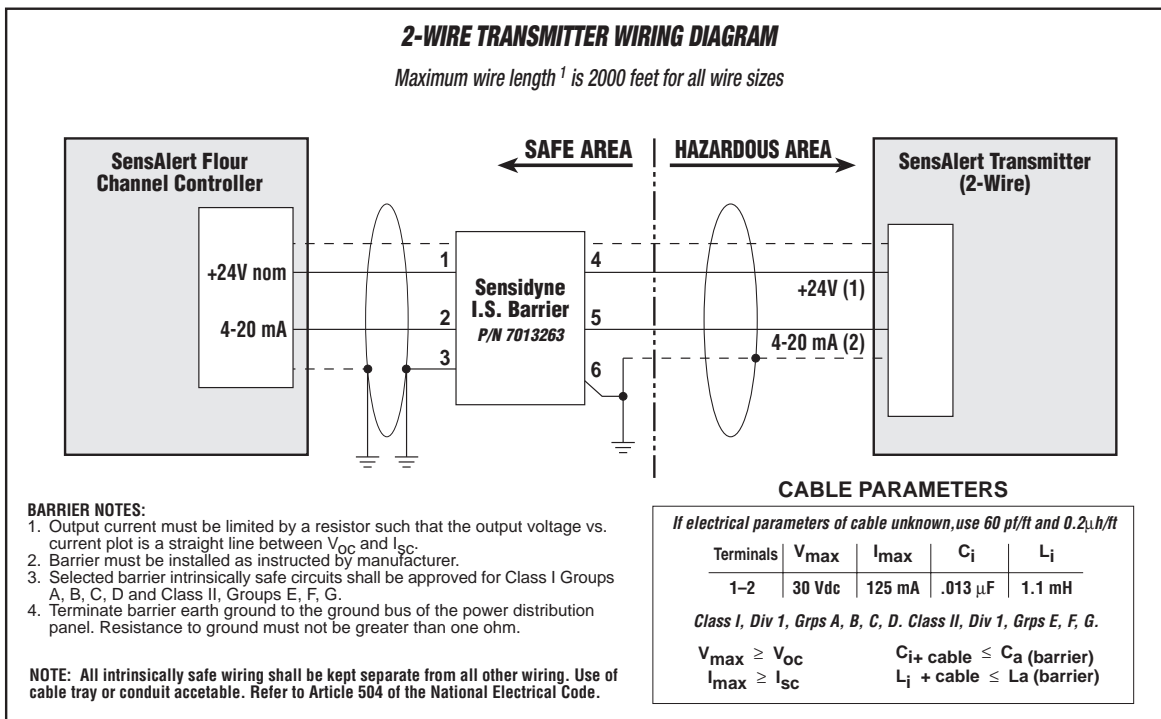 2-WIRE TRANSMITTER WIRING DIAGRAM
Maximum wire length ¹ is 2000 feet for all wire sizes
SensAlert Flour
Channel Controller
SAFE AREA
HAZARDOUS AREA
SensAlert Transmitter
(2-Wire)
+24V nom
4-20 mA
1
2
3
Sensidyne
I.S. Barrier
P/N 7013263
4
5
6
+24V (1)
4-20 mA (2)
BARRIER NOTES:
1. Output current must be limited by a resistor such that the output voltage vs.
current plot is a straight line between VOC and ISC.
2. Barrier must be installed as instructed by manufacturer.
3. Selected barrier intrinsically safe circuits shall be approved for Class I Groups
A, B, C, D and Class II, Groups E, F, G.
4. Terminate barrier earth ground to the ground bus of the power distribution
panel. Resistance to ground must not be greater than one ohm.
NOTE: All intrinsically safe wiring shall be kept separate from all other wiring. Use of
cable tray or conduit accetable. Refer to Article 504 of the National Electrical Code.
CABLE PARAMETERS
If electrical parameters of cable unknown,use 60 pf/ft and 0.2µh/ft
Terminals Vmax Imax Ci Li
1–2 30 Vdc 125 mA .013 µF 1.1 mH
Class I, Div 1, Grps A, B, C, D. Class II, Div 1, Grps E, F, G.
Vmax ≥ Voc Ci+ cable ≤ Ca (barrier)
Imax ≥ Isc Li + cable ≤ La (barrier)